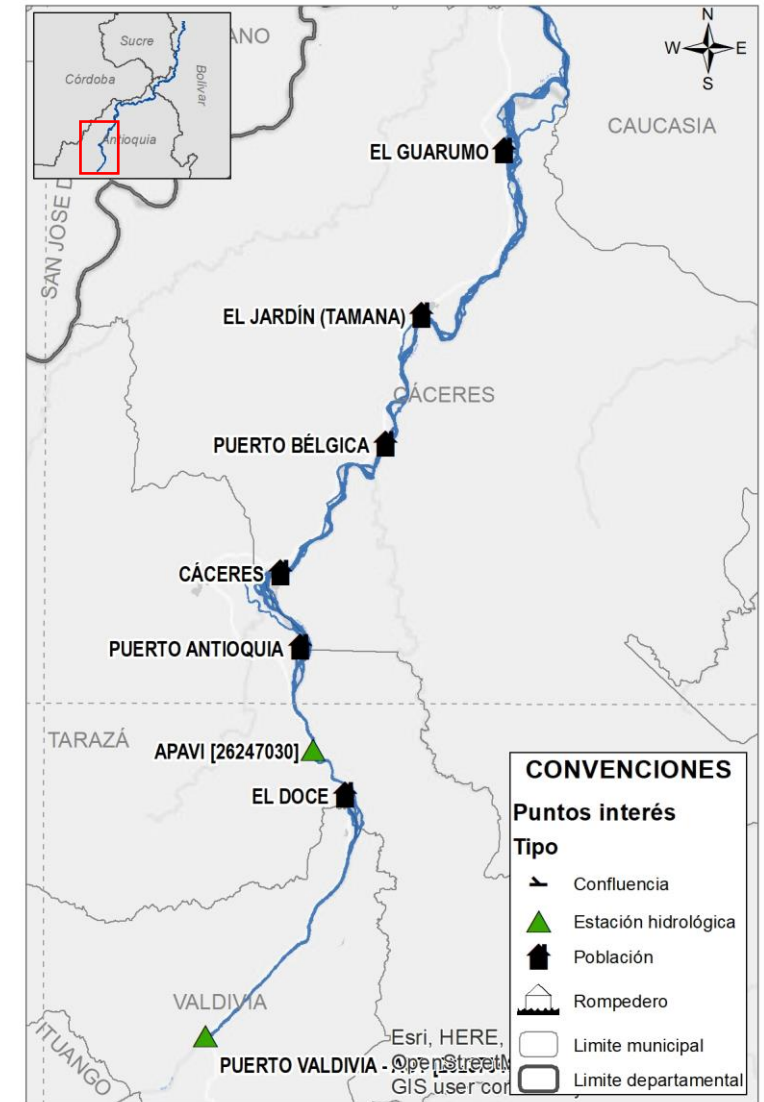 Sucre
Córdoba
Bolívar
Antioquia
ANO
N
W
E
S
CAUCASIA
EL GUARUMO
SAN JOSE D
EL JARDÍN (TAMANA)
CÁCERES
PUERTO BÉLGICA
CÁCERES
PUERTO ANTIOQUIA
TARAZÁ
APAVI [26247030]
EL DOCE
CONVENCIONES
Puntos interés
Tipo
Confluencia
Estación hidrológica
Población
Rompedero
Limite municipal
Limite departamental
VALDIVIA
ITUANGO
Esri, HERE,
PUERTO VALDIVIA -
GIS user co